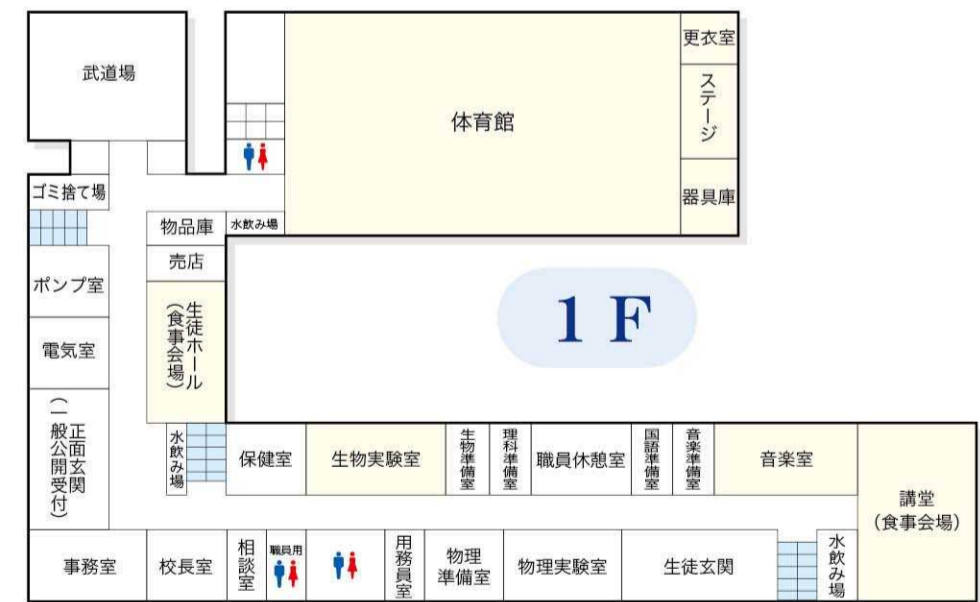 武道場
体育館
更衣室
ステージ
器具庫
ゴミ捨て場
物品庫
水飲み場
売店
ポンプ室
電気室
生徒ホール
(食事会場)
1 F
正面玄関
(一般公開受付)
水飲み場
保健室
生物実験室
生物準備室
理科準備室
職員休憩室
国語準備室
音楽準備室
音楽室
講堂
(食事会場)
事務室
校長室
相談室
職員用
用務員室
物理
準備室
物理実験室
生徒玄関
水飲み場